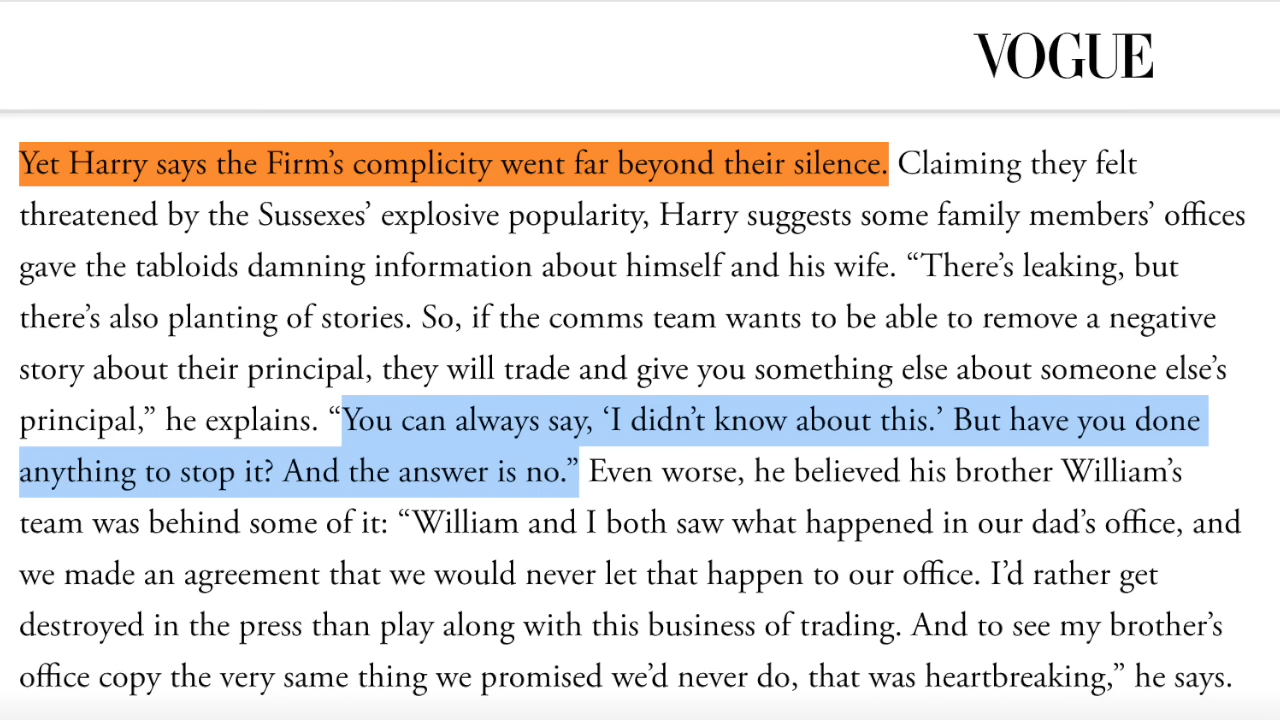 VOGUE
Yet Harry says the Firm’s complicity went far beyond their silence. Claiming they felt
threatened by the Sussexes’ explosive popularity, Harry suggests some family members’ offices
gave the tabloids damning information about himself and his wife. “There’s leaking, but
there’s also planting of stories. So, if the comms team wants to be able to remove a negative
story about their principal, they will trade and give you something else about someone else’s
principal,” he explains. “You can always say, ‘I didn’t know about this.’ But have you done
anything to stop it? And the answer is no.” Even worse, he believed his brother William’s
team was behind some of it: “William and I both saw what happened in our dad’s office, and
we made an agreement that we would never let that happen to our office. I’d rather get
destroyed in the press than play along with this business of trading. And to see my brother’s
office copy the very same thing we promised we’d never do, that was heartbreaking,” he says.